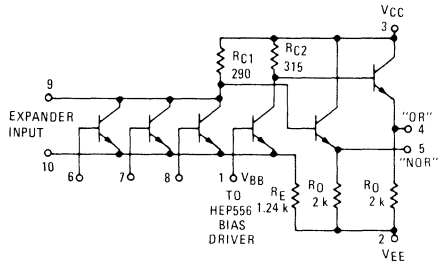 VCC
3
RC1
290
RC2
315
9
EXPANDER
INPUT
"OR"
4
5
"NOR"
10
6
7
8
1 VBB
TO
HEP556
BIAS
DRIVER
RE
1.24 k
RO
2 k
RO
2 k
2
VEE